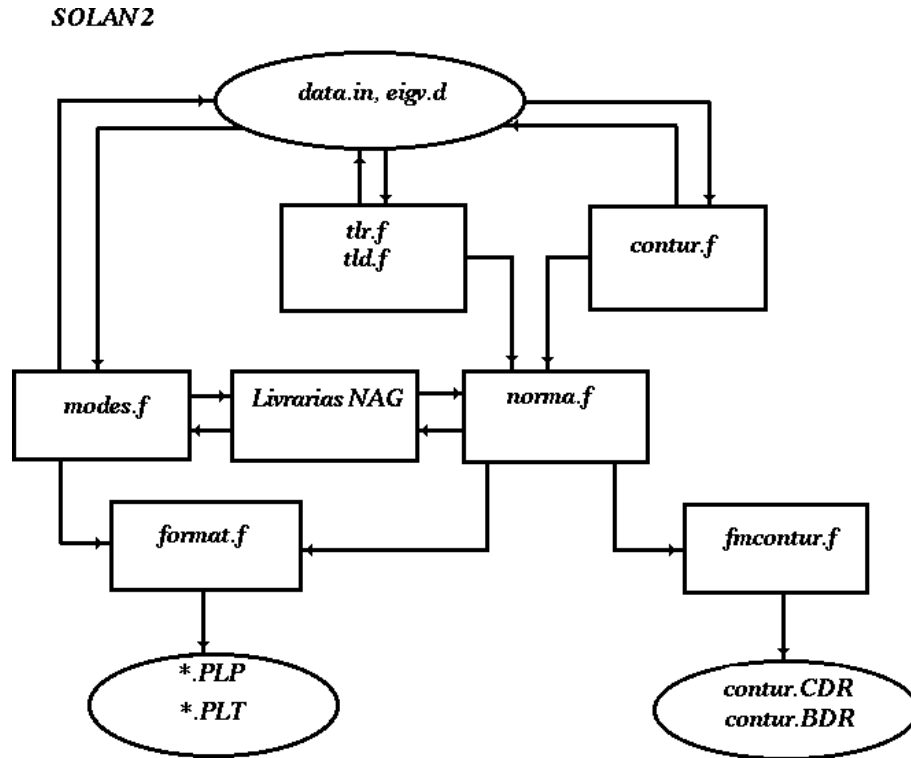 SOLAN2
data.in, eigv.d
tlr.f
tld.f
contur.f
modes.f
Livrarias NAG
norma.f
format.f
fmcontur.f
*.PLP
*.PLT
contur.CDR
contur.BDR